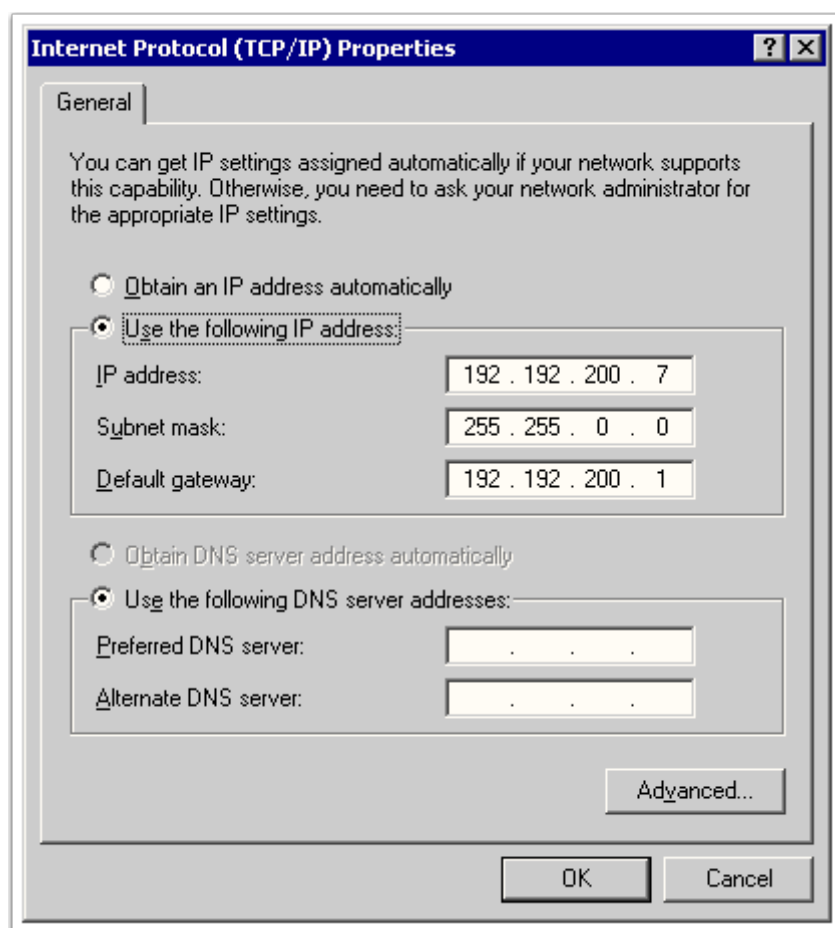 Internet Protocol (TCP/IP) Properties
General
You can get IP settings assigned automatically if your network supports
this capability. Otherwise, you need to ask your network administrator for
the appropriate IP settings.
Obtain an IP address automatically
Use the following IP address:
IP address: 192 . 192 . 200 . 7
Subnet mask: 255 . 255 . 0 . 0
Default gateway: 192 . 192 . 200 . 1
Obtain DNS server address automatically
Use the following DNS server addresses:
Preferred DNS server: . . .
Alternate DNS server: . . .
Advanced...
OK Cancel